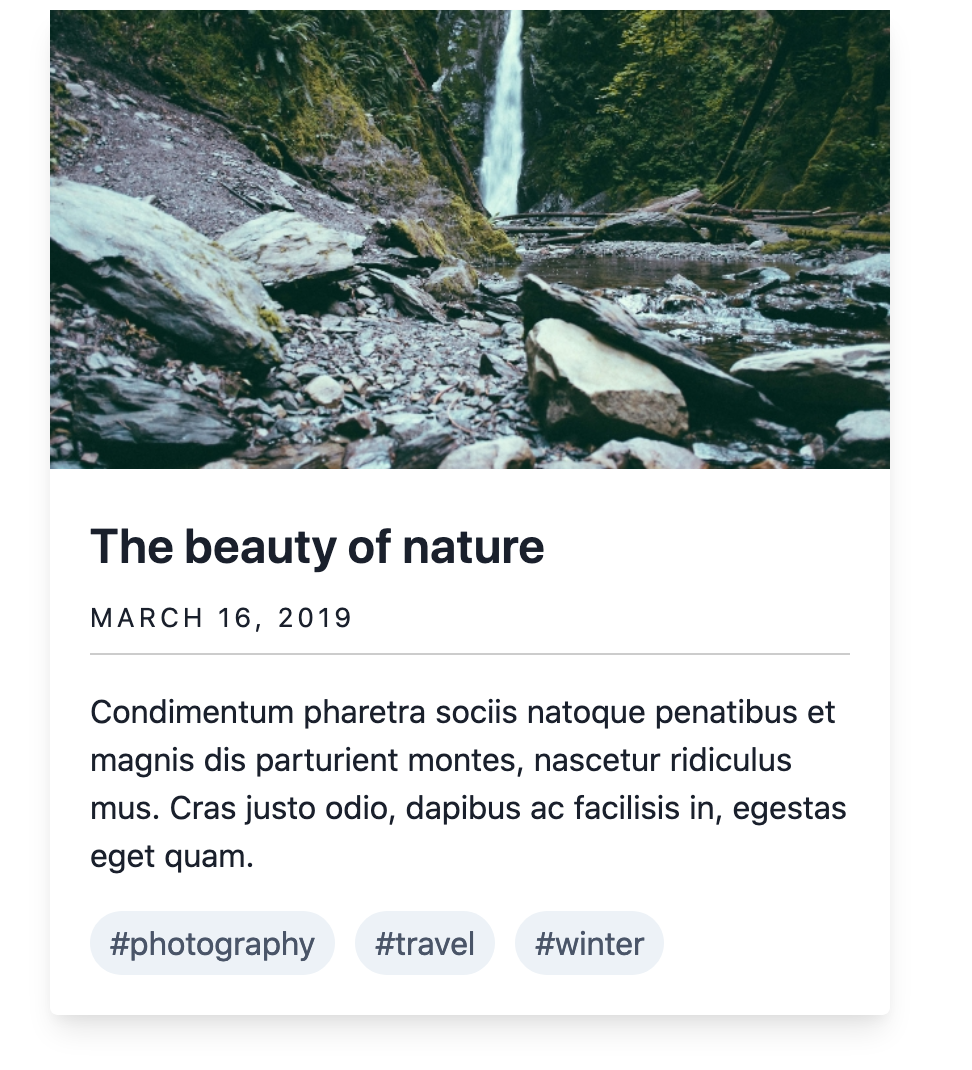 The beauty of nature
MARCH 16, 2019
Condimentum pharetra sociis natoque penatibus et
magnis dis parturient montes, nascetur ridiculus
mus. Cras justo odio, dapibus ac facilisis in, egestas
eget quam.
#photography #travel #winter